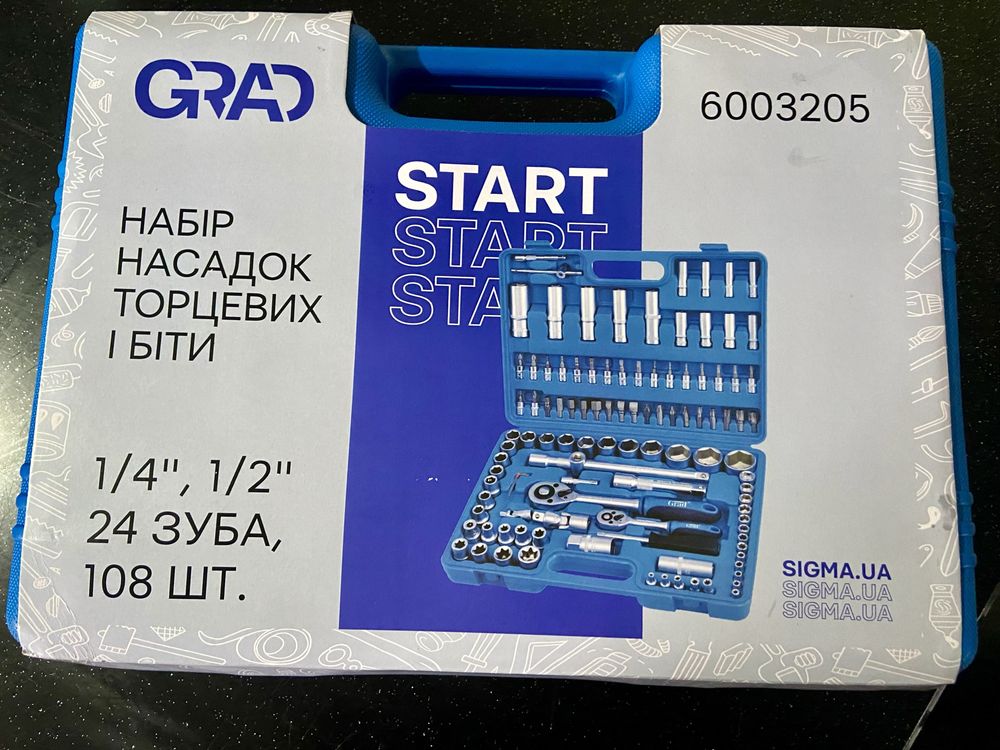 GRAD
6003205
START
START
STA
НАБІР
НАСАДОК
ТОРЦЕВИХ
І БІТИ
1/4", 1/2"
24 ЗУБА,
108 ШТ.
SIGMA.UA
SIGMA.UA
SIGMA.UA